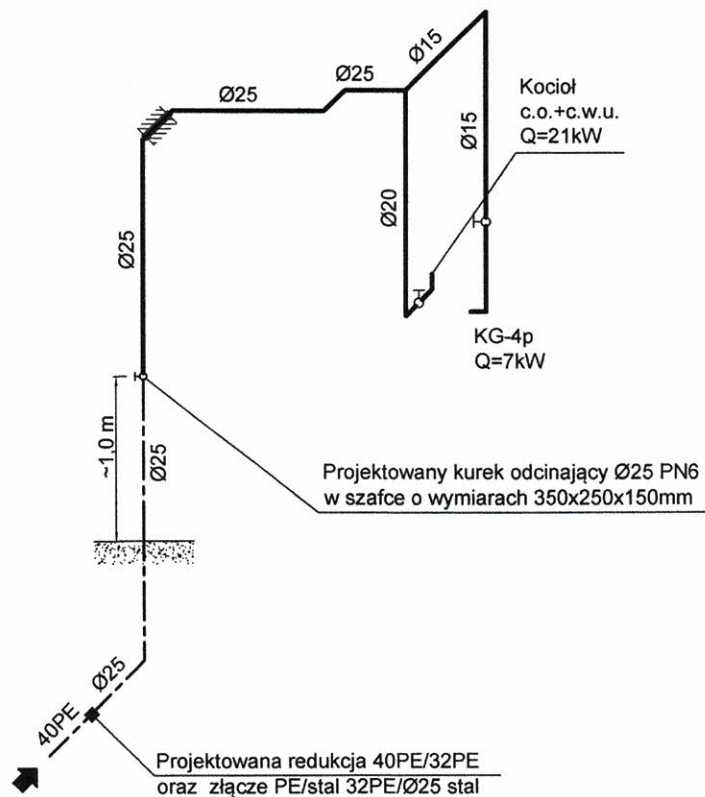 Ø15
Ø25
Ø25
Kocioł
c.o.+c.w.u.
Q=21kW
Ø15
Ø20
Ø25
KG-4p
Q=7kW
~1,0 m
Ø25
Projektowany kurek odcinający Ø25 PN6
w szafce o wymiarach 350x250x150mm
Ø25
40PE
Projektowana redukcja 40PE/32PE
oraz złącze PE/stal 32PE/Ø25 stal